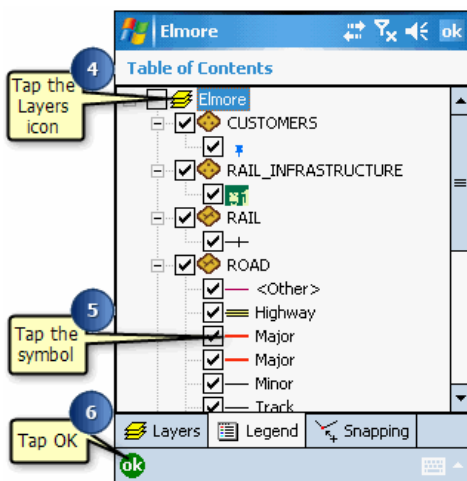 Elmore
ok
Table of Contents
4
Tap the
Layers
icon
Elmore
CUSTOMERS
RAIL_INFRASTRUCTURE
RAIL
ROAD
<Other>
Highway
5
Tap the
symbol
Major
Major
Minor
Track
6
Tap OK
Layers
Legend
Snapping
ok